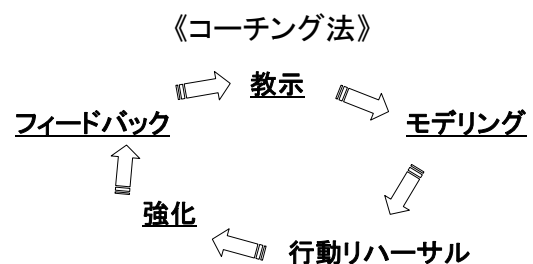 《コーチング法》
教示
フィードバック
モデリング
強化
行動リハーサル